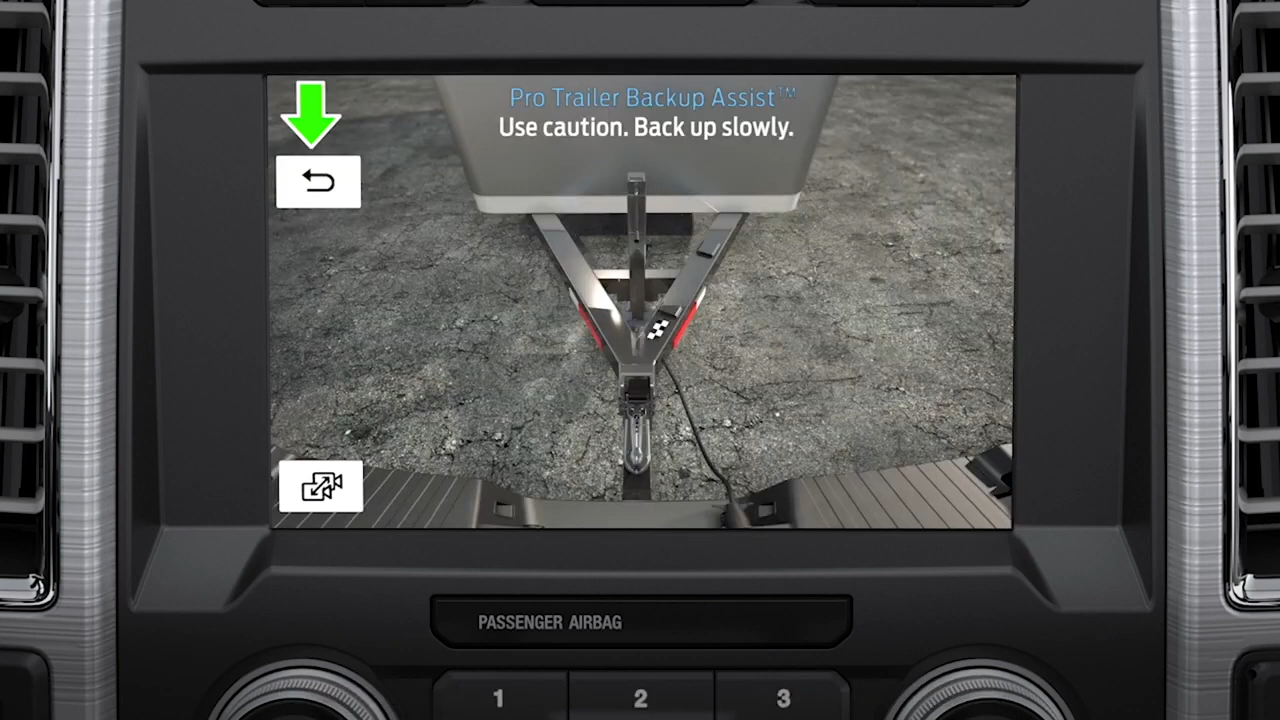 Pro Trailer Backup Assist™
Use caution. Back up slowly.
PASSENGER AIRBAG
1 2 3